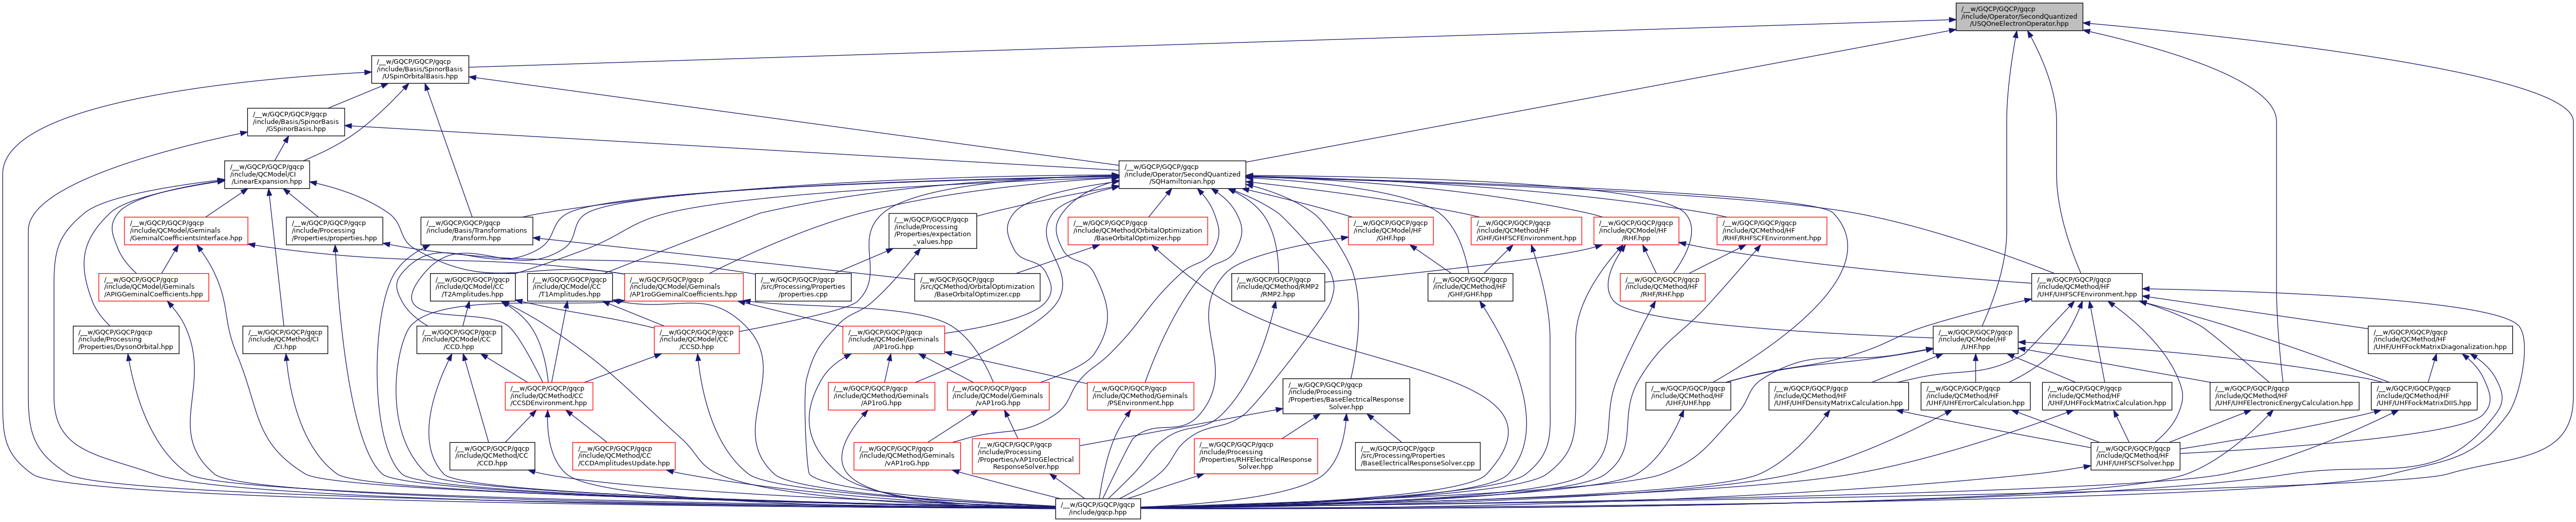 /__w/GQCP/GQCP/gqcp
include/Operator/SecondQuantized
/USQOneElectronOperator.hpp
/__w/GQCP/GQCP/gqcp
/include/Basis/SpinorBasis
/USpinOrbitalBasis.hpp
/__w/GQCP/GQCP/gqcp
/include/Basis/SpinorBasis
/GSpinorBasis.hpp
/__w/GQCP/GQCP/gqcp
/include/QCModel/CI
/LinearExpansion.hpp
/__w/GQCP/GQCP/gqcp
include/Operator/SecondQuantized
/SQHamiltonian.hpp
/__w/GQCP/GQCP/gqcp
/include/QCModel/Geminals
/GeminalCoefficientsInterface.hpp
/__w/GQCP/GQCP/gqcp
/include/Processing
/Properties/properties.hpp
/__w/GQCP/GQCP/gqcp
/include/Basis/Transformations
/transform.hpp
/__w/GQCP/GQCP/gqcp
/include/Processing
/Properties/expectation
_values.hpp
/__w/GQCP/GQCP/gqcp
/include/QCMethod/OrbitalOptimization
/BaseOrbitalOptimizer.hpp
/__w/GQCP/GQCP/gqcp
/include/QCModel/HF
/GHF.hpp
/__w/GQCP/GQCP/gqcp
/include/QCMethod/HF
/GHF/GHFSCFEnvironment.hpp
/__w/GQCP/GQCP/gqcp
/include/QCModel/HF
/RHF.hpp
/__w/GQCP/GQCP/gqcp
/include/QCMethod/HF
/RHF/RHFSCFEnvironment.hpp
/__w/GQCP/GQCP/gqcp
/include/QCModel/Geminals
/APIGGeminalCoefficients.hpp
/__w/GQCP/GQCP/gqcp
/include/QCModel/CC
/T2Amplitudes.hpp
/__w/GQCP/GQCP/gqcp
/include/QCModel/CC
/T1Amplitudes.hpp
/__w/GQCP/GQCP/gqcp
/include/QCModel/Geminals
/AP1roGGeminalCoefficients.hpp
/__w/GQCP/GQCP/gqcp
/src/Processing/Properties
/properties.cpp
/__w/GQCP/GQCP/gqcp
/src/QCMethod/OrbitalOptimization
/BaseOrbitalOptimizer.cpp
/__w/GQCP/GQCP/gqcp
/include/QCMethod/RMP2
/RMP2.hpp
/__w/GQCP/GQCP/gqcp
/include/QCMethod/HF
/GHF/GHF.hpp
/__w/GQCP/GQCP/gqcp
/include/QCMethod/HF
/RHF/RHF.hpp
/__w/GQCP/GQCP/gqcp
/include/QCMethod/HF
/UHF/UHFSCFEnvironment.hpp
/__w/GQCP/GQCP/gqcp
/include/Processing
/Properties/DysonOrbital.hpp
/__w/GQCP/GQCP/gqcp
/include/QCMethod/CI
/CI.hpp
/__w/GQCP/GQCP/gqcp
/include/QCModel/CC
/CCD.hpp
/__w/GQCP/GQCP/gqcp
/include/QCModel/CC
/CCSD.hpp
/__w/GQCP/GQCP/gqcp
/include/QCModel/Geminals
/AP1roG.hpp
/__w/GQCP/GQCP/gqcp
/include/QCModel/HF
/UHF.hpp
/__w/GQCP/GQCP/gqcp
/include/QCMethod/HF
/UHF/UHFFockMatrixDiagonalization.hpp
/__w/GQCP/GQCP/gqcp
/include/QCMethod/CC
/CCSDEnvironment.hpp
/__w/GQCP/GQCP/gqcp
/include/QCMethod/Geminals
/AP1roG.hpp
/__w/GQCP/GQCP/gqcp
/include/QCModel/Geminals
/vAP1roG.hpp
/__w/GQCP/GQCP/gqcp
/include/QCMethod/Geminals
/PSEnvironment.hpp
/__w/GQCP/GQCP/gqcp
/include/Processing
/Properties/BaseElectricalResponse
Solver.hpp
/__w/GQCP/GQCP/gqcp
/include/QCMethod/HF
/UHF/UHF.hpp
/__w/GQCP/GQCP/gqcp
/include/QCMethod/HF
/UHF/UHFDensityMatrixCalculation.hpp
/__w/GQCP/GQCP/gqcp
/include/QCMethod/HF
/UHF/UHFErrorCalculation.hpp
/__w/GQCP/GQCP/gqcp
/include/QCMethod/HF
/UHF/UHFFockMatrixCalculation.hpp
/__w/GQCP/GQCP/gqcp
/include/QCMethod/HF
/UHF/UHFElectronicEnergyCalculation.hpp
/__w/GQCP/GQCP/gqcp
/include/QCMethod/HF
/UHF/UHFFockMatrixDIIS.hpp
/__w/GQCP/GQCP/gqcp
/include/QCMethod/CC
/CCD.hpp
/__w/GQCP/GQCP/gqcp
/include/QCMethod/CC
/CCDAmplitudesUpdate.hpp
/__w/GQCP/GQCP/gqcp
/include/QCMethod/Geminals
/vAP1roG.hpp
/__w/GQCP/GQCP/gqcp
/include/Processing
/Properties/vAP1roGElectrical
ResponseSolver.hpp
/__w/GQCP/GQCP/gqcp
/include/Processing
/Properties/RHFElectricalResponse
Solver.hpp
/__w/GQCP/GQCP/gqcp
/src/Processing/Properties
/BaseElectricalResponseSolver.cpp
/__w/GQCP/GQCP/gqcp
/include/QCMethod/HF
/UHF/UHFSCFSolver.hpp
/__w/GQCP/GQCP/gqcp
/include/gqcp.hpp